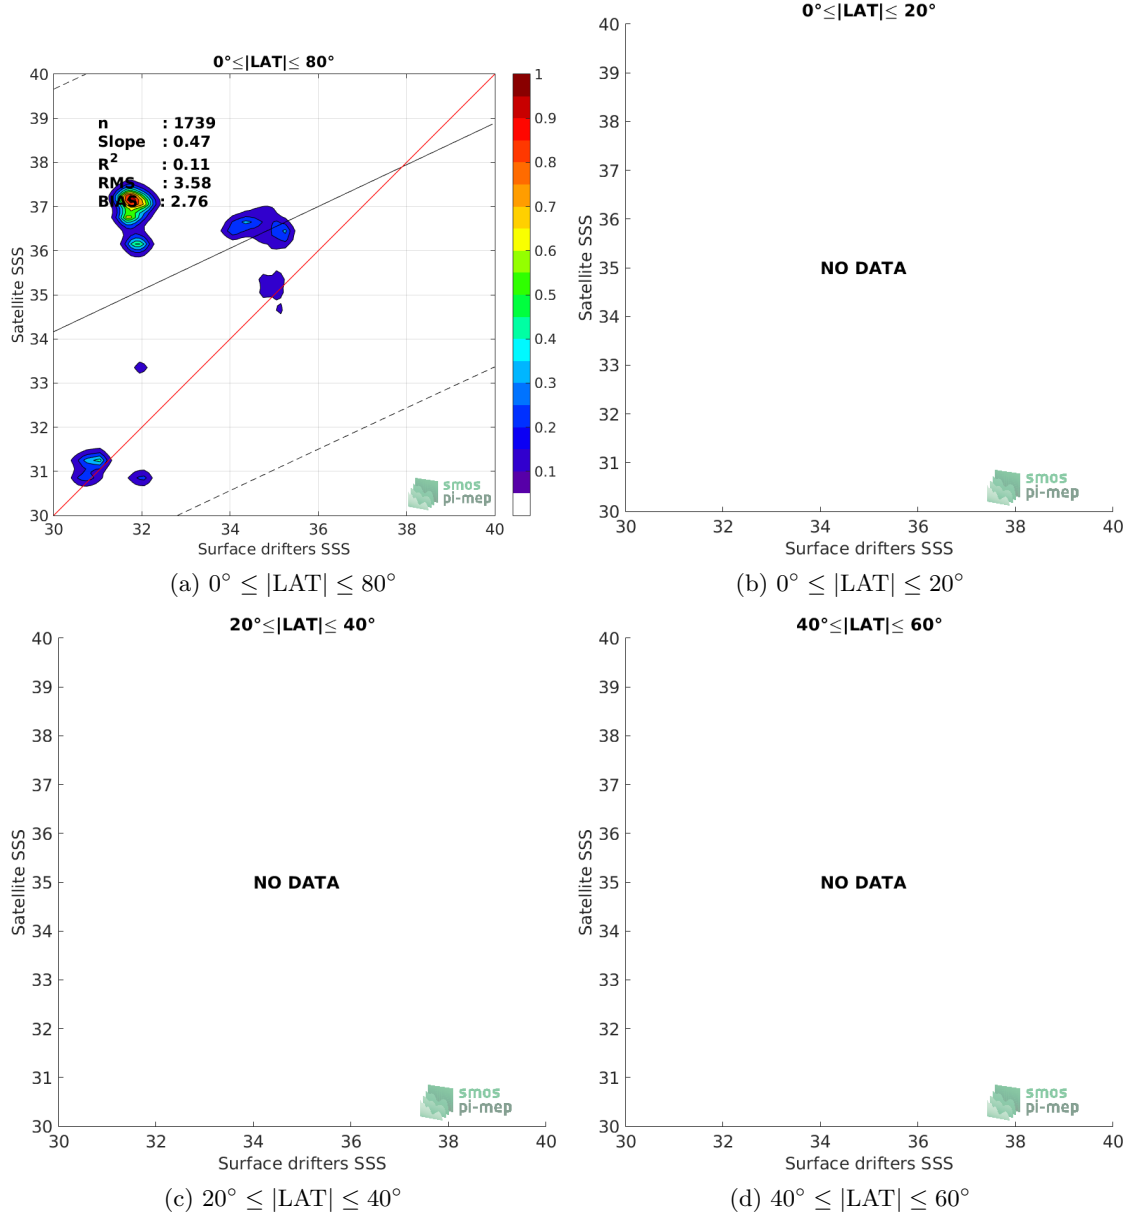 0°≤|LAT|≤ 80°
n : 1739
Slope : 0.47
R² : 0.11
RMS : 3.58
BIAS : 2.76
40
39
38
37
36
35
34
33
32
31
30
30
32
34
36
38
40
Satellite SSS
Surface drifters SSS
1
0.9
0.8
0.7
0.6
0.5
0.4
0.3
0.2
0.1
smos
pi-mep
(a) 0° ≤ |LAT| ≤ 80°
0°≤|LAT|≤ 20°
40
39
38
37
36
35
34
33
32
31
30
30
32
34
36
38
40
Satellite SSS
NO DATA
Surface drifters SSS
smos
pi-mep
(b) 0° ≤ |LAT| ≤ 20°
20°≤|LAT|≤ 40°
40
39
38
37
36
35
34
33
32
31
30
30
32
34
36
38
40
Satellite SSS
NO DATA
Surface drifters SSS
smos
pi-mep
(c) 20° ≤ |LAT| ≤ 40°
40°≤|LAT|≤ 60°
40
39
38
37
36
35
34
33
32
31
30
30
32
34
36
38
40
Satellite SSS
NO DATA
Surface drifters SSS
smos
pi-mep
(d) 40° ≤ |LAT| ≤ 60°